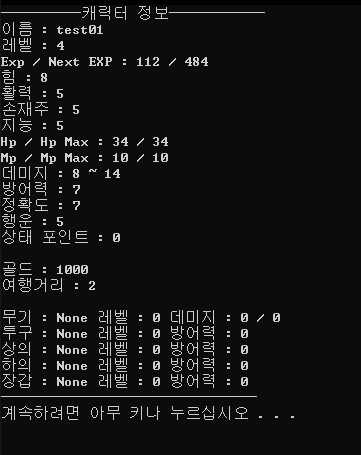 ────────캐릭터 정보──────────
이름 : test01
레벨 : 4
Exp / Next EXP : 112 / 484
힘 : 8
활력 : 5
손재주 : 5
지능 : 5
Hp / Hp Max : 34 / 34
Mp / Mp Max : 10 / 10
데미지 : 8 ~ 14
방어력 : 7
정확도 : 7
행운 : 5
상태 포인트 : 0
골드 : 1000
여행거리 : 2
무기 : None 레벨 : 0 데미지 : 0 / 0
투구 : None 레벨 : 0 방어력 : 0
상의 : None 레벨 : 0 방어력 : 0
하의 : None 레벨 : 0 방어력 : 0
장갑 : None 레벨 : 0 방어력 : 0
계속하려면 아무 키나 누르십시오 . . .